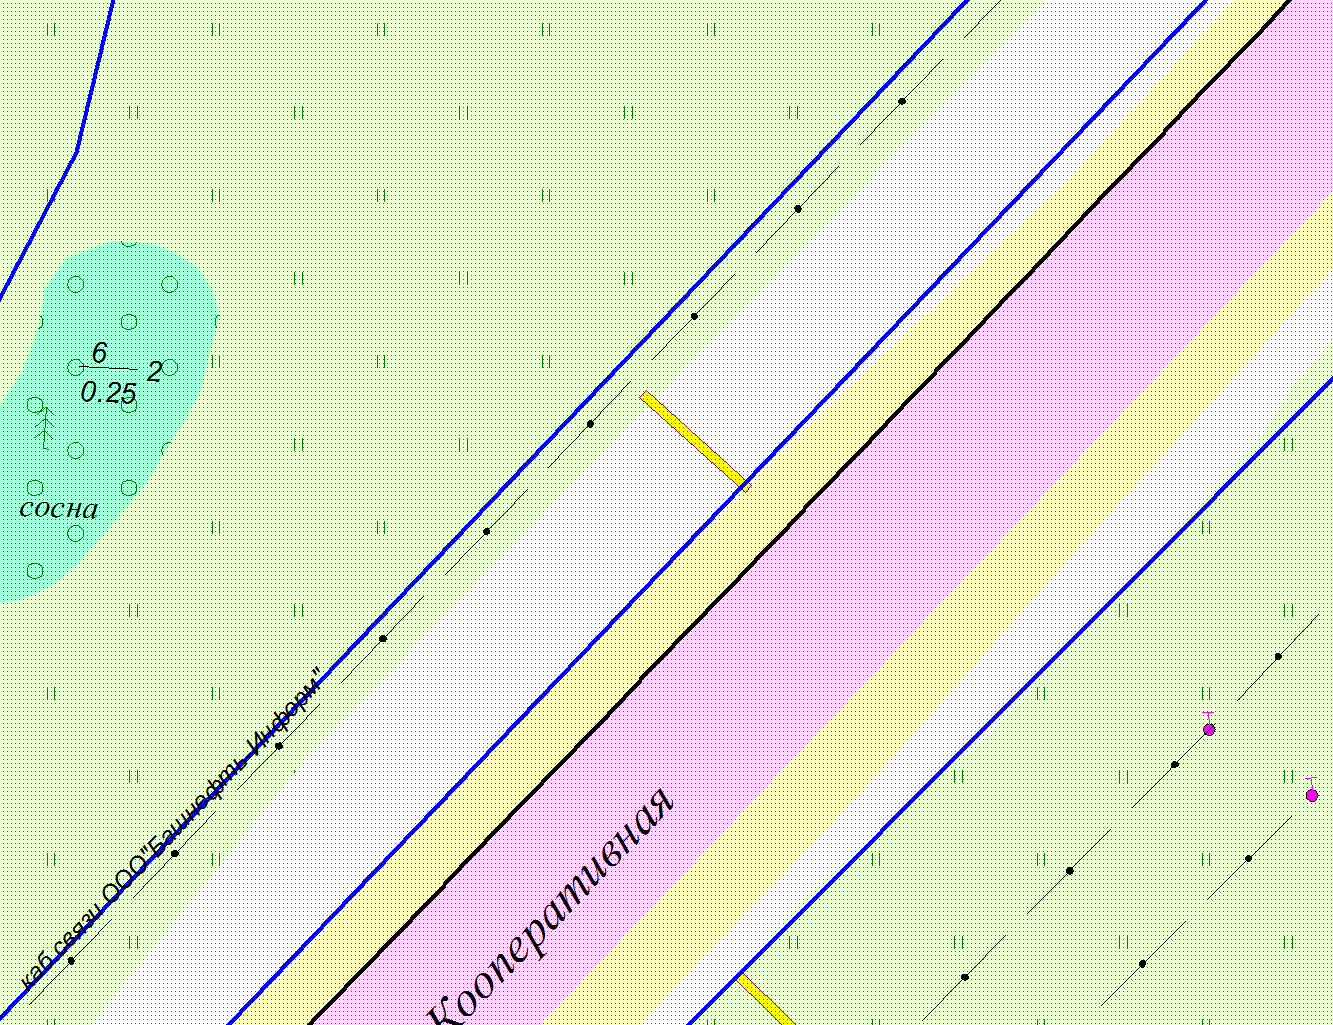 6
0.25 2
сосна
каб.связи ООО"Башнефть-Информ"
Кооперативная